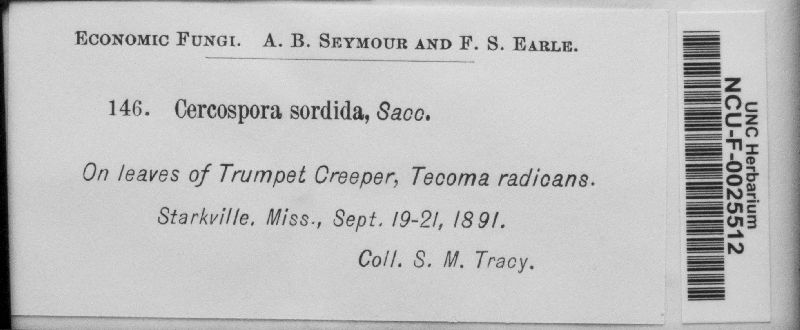 Economic Fungi. A. B. Seymour and F. S. Earle.
146. Cercospora sordida, Sacc.
On leaves of Trumpet Creeper, Tecoma radicans.
Starkville, Miss., Sept. 19-21, 1891.
Coll. S. M. Tracy.
UNC Herbarium
NCU-F-0025512